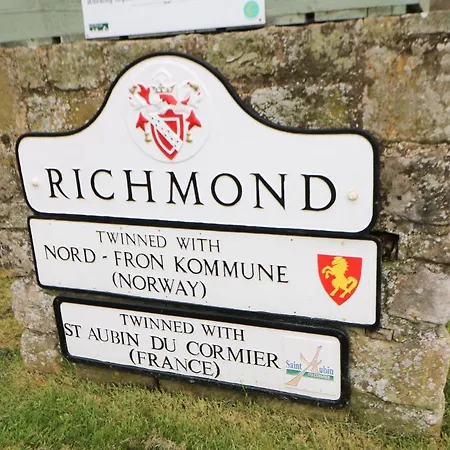 RICHMOND
TWINNED WITH
NORD - FRON KOMMUNE
(NORWAY)
TWINNED WITH
ST AUBIN DU CORMIER
(FRANCE)
Saint Aubin